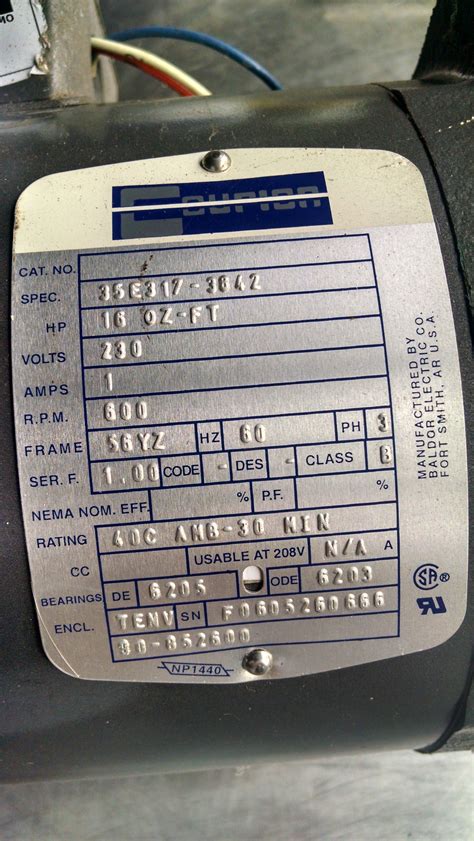 CAT. NO.
SPEC. 35E317-3842
HP 16 OZ-FT
VOLTS 230
AMPS 1
R.P.M. 600
FRAME 56YZ HZ 60 PH 3
SER. F. 1.00 CODE - DES - CLASS B
NEMA NOM. EFF. % P.F. %
RATING 40C AMB-30 MIN
CC USABLE AT 208V N/A A
BEARINGS DE 6205 ODE 6203
ENCL. TENV SN F0605260666
90-852600
NP1440
MANUFACTURED BY
BALDOR ELECTRIC CO.
FORT SMITH, AR U.S.A.
SA